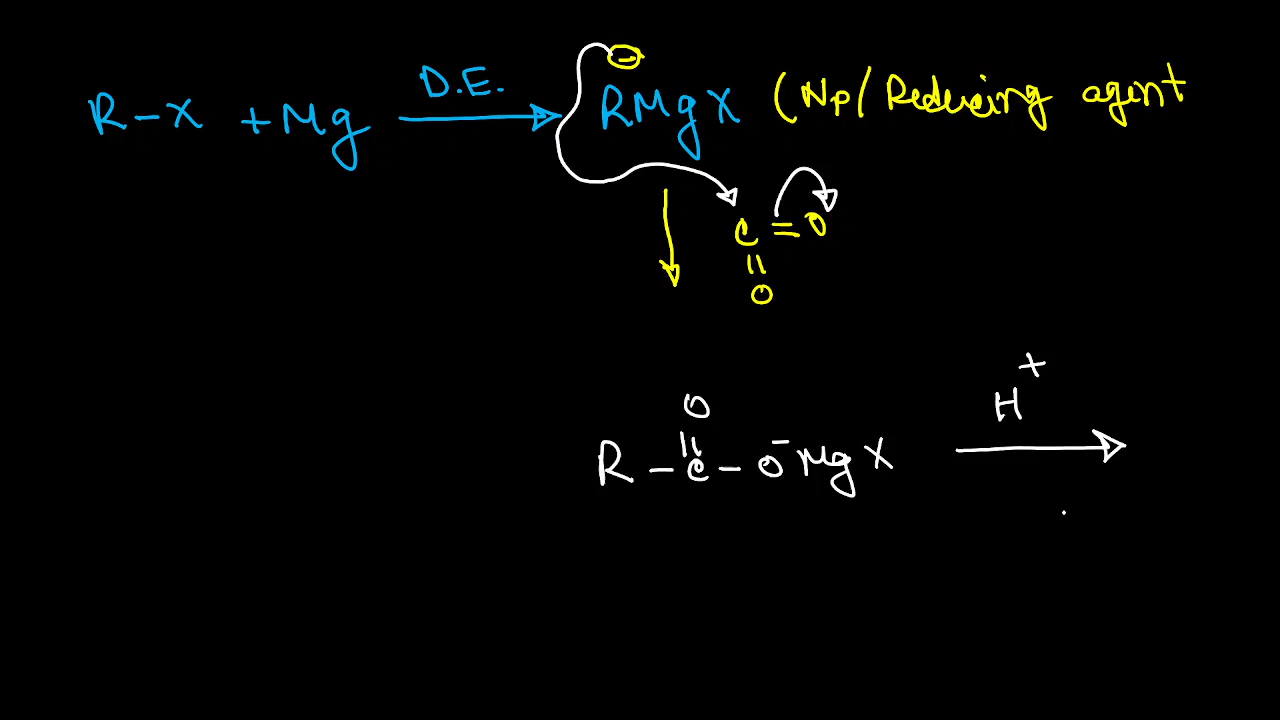 R-X + Mg D.E. RMgX (Np/Reducing agent
C=O
||
O
H+
O
||
R-C-O⁻MgX